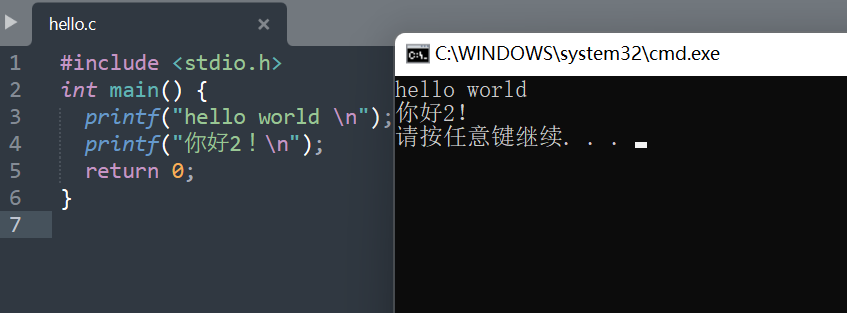 hello.c
1 #include <stdio.h>
2 int main() {
3 printf("hello world \n");
4 printf("你好2！\n");
5 return 0;
6 }
7
C:\WINDOWS\system32\cmd.exe
hello world
你好2！
请按任意键继续. . .